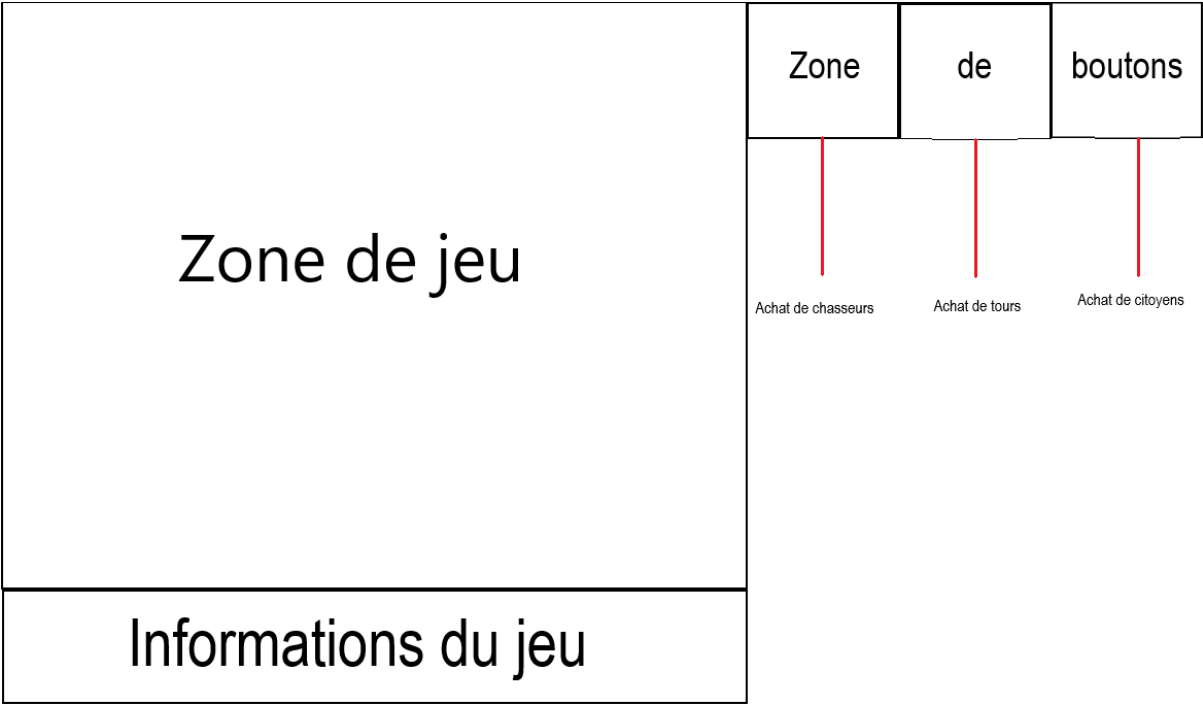 Zone de boutons
Zone de jeu
Achat de chasseurs
Achat de tours
Achat de citoyens
Informations du jeu